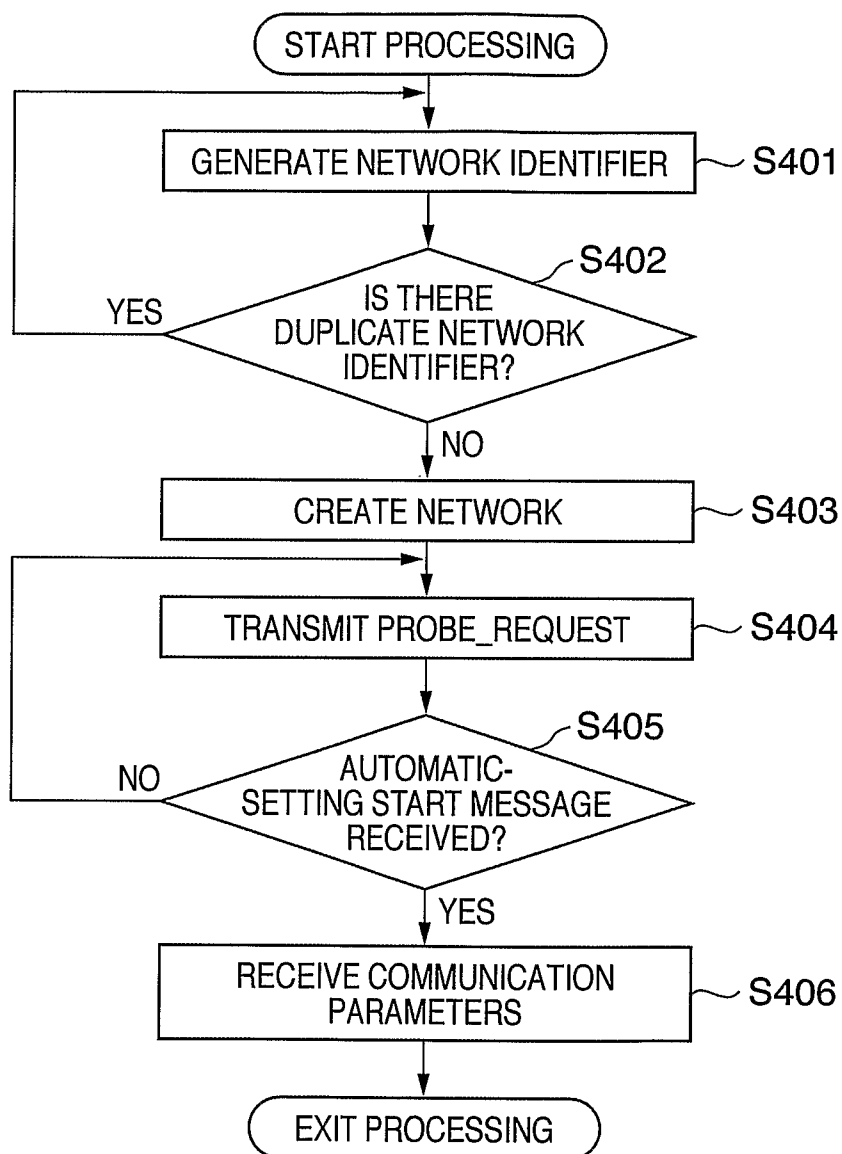 START PROCESSING
GENERATE NETWORK IDENTIFIER
S401
S402
IS THERE
DUPLICATE NETWORK
IDENTIFIER?
YES
NO
CREATE NETWORK
S403
TRANSMIT PROBE_REQUEST
S404
S405
AUTOMATIC-
SETTING START MESSAGE
RECEIVED?
NO
YES
RECEIVE COMMUNICATION
PARAMETERS
S406
EXIT PROCESSING